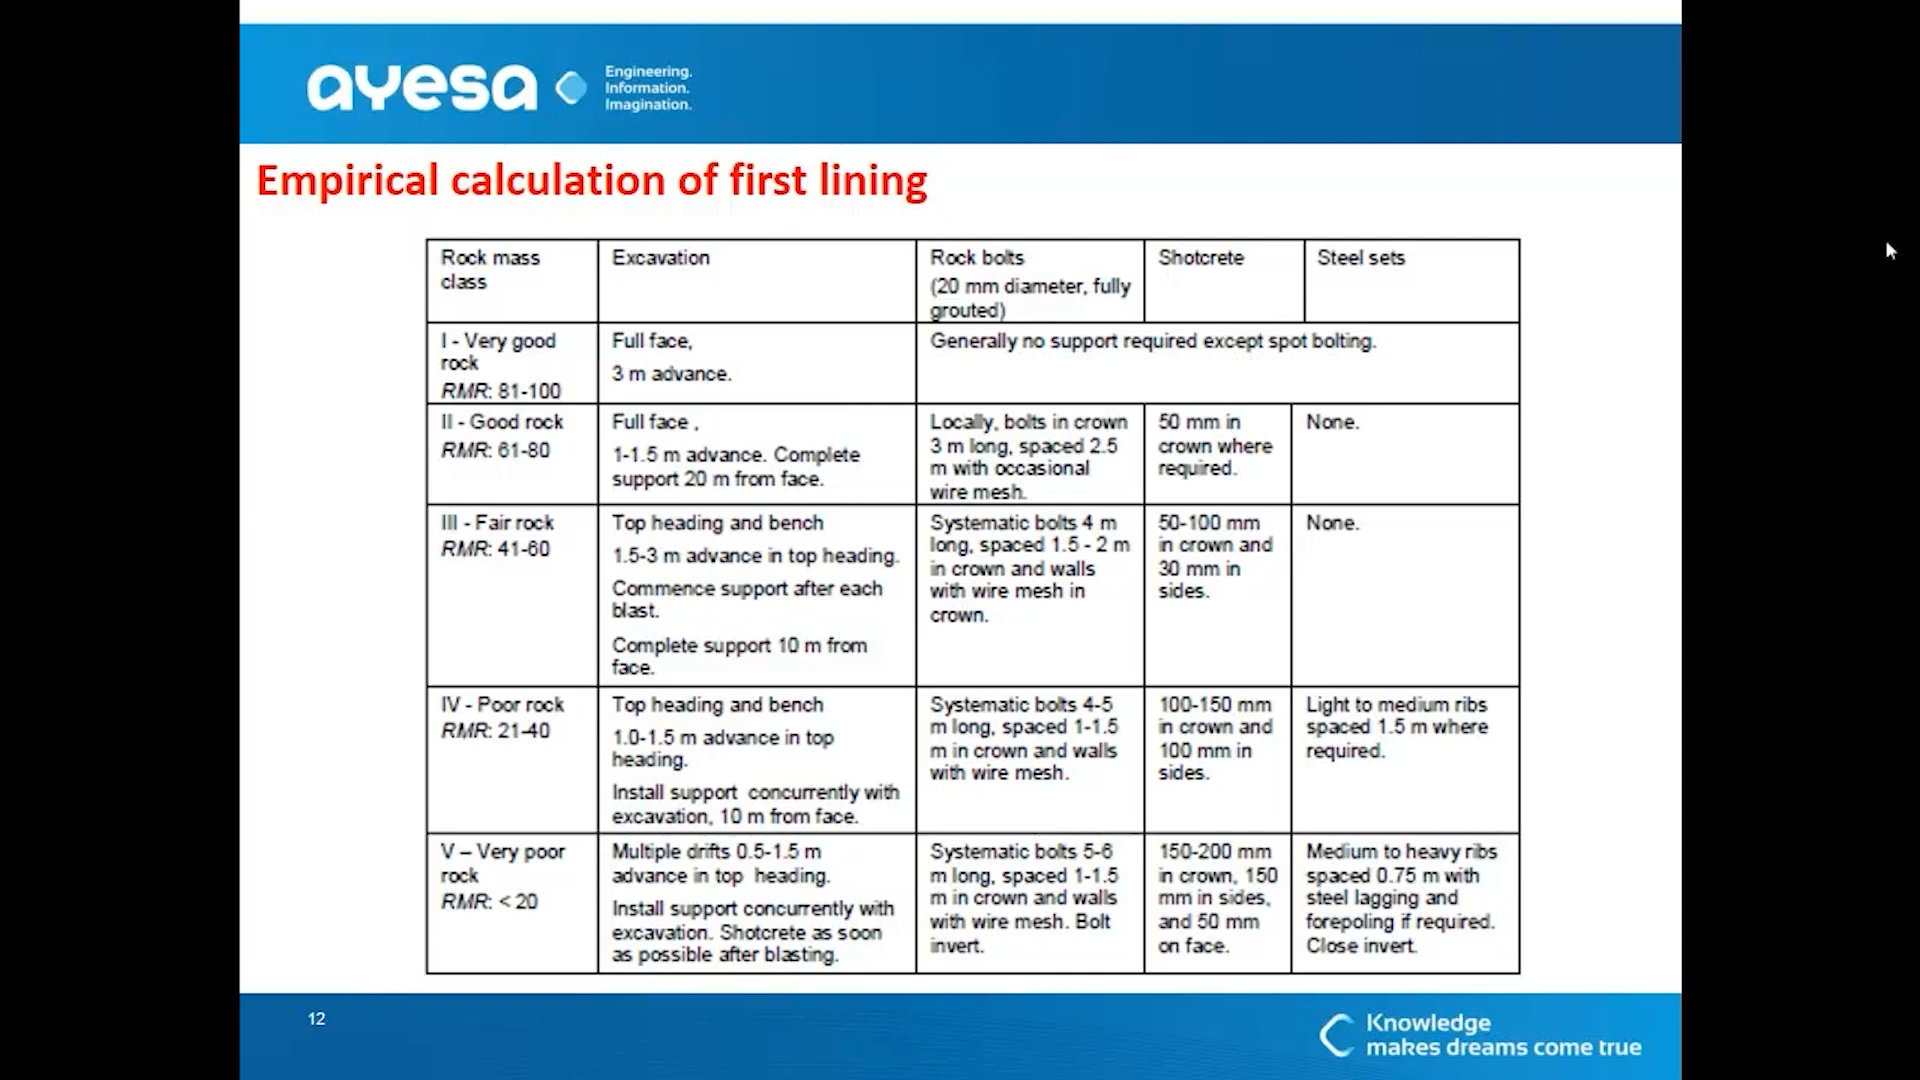 ayesa
Engineering.
Information.
Imagination.
Empirical calculation of first lining
Rock mass
class
Excavation
Rock bolts
(20 mm diameter, fully
grouted)
Shotcrete
Steel sets
I - Very good
rock
RMR: 81-100
Full face,
3 m advance.
Generally no support required except spot bolting.
II - Good rock
RMR: 61-80
Full face ,
1-1.5 m advance. Complete
support 20 m from face.
Locally, bolts in crown
3 m long, spaced 2.5
m with occasional
wire mesh.
50 mm in
crown where
required.
None.
III - Fair rock
RMR: 41-60
Top heading and bench
1.5-3 m advance in top heading.
Commence support after each
blast.
Complete support 10 m from
face.
Systematic bolts 4 m
long, spaced 1.5 - 2 m
in crown and walls
with wire mesh in
crown.
50-100 mm
in crown and
30 mm in
sides.
None.
IV - Poor rock
RMR: 21-40
Top heading and bench
1.0-1.5 m advance in top
heading.
Install support concurrently with
excavation, 10 m from face.
Systematic bolts 4-5
m long, spaced 1-1.5
m in crown and walls
with wire mesh.
100-150 mm
in crown and
100 mm in
sides.
Light to medium ribs
spaced 1.5 m where
required.
V – Very poor
rock
RMR: < 20
Multiple drifts 0.5-1.5 m
advance in top heading.
Install support concurrently with
excavation. Shotcrete as soon
as possible after blasting.
Systematic bolts 5-6
m long, spaced 1-1.5
m in crown and walls
with wire mesh. Bolt
invert.
150-200 mm
in crown, 150
mm in sides,
and 50 mm
on face.
Medium to heavy ribs
spaced 0.75 m with
steel lagging and
forepoling if required.
Close invert.
12
Knowledge
makes dreams come true